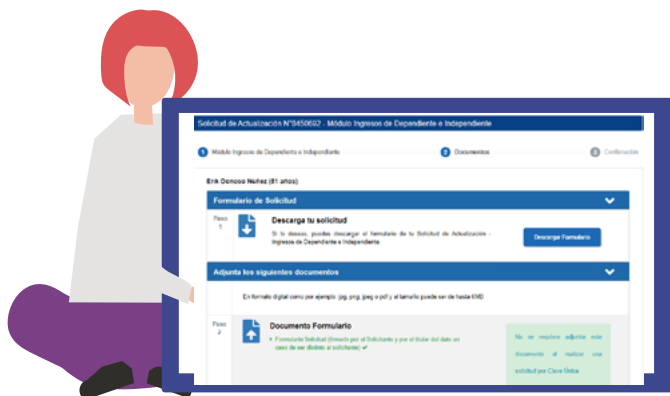 Solicitud de Actualización N°8450692 - Módulo Ingresos de Dependiente e Independiente
1 Módulo Ingresos de Dependiente e Independiente
2 Documentos
3 Confirmación
Erik Donoso Núñez (81 años)
Formulario de Solicitud
Paso
1
Descarga tu solicitud
Si lo deseas, puedes descargar el formulario de tu Solicitud de Actualización -
Ingresos de Dependiente e Independiente.
Descargar Formulario
Adjunta los siguientes documentos
En formato digital como por ejemplo: jpg, png, jpeg o pdf y el tamaño puede ser de hasta 6MB
Paso
2
Documento Formulario
Formulario Solicitud (firmado por el Solicitante y por el titular del dato en
caso de ser distinto al solicitante)
No se requiere adjuntar este
documento al realizar una
solicitud por Clave Única